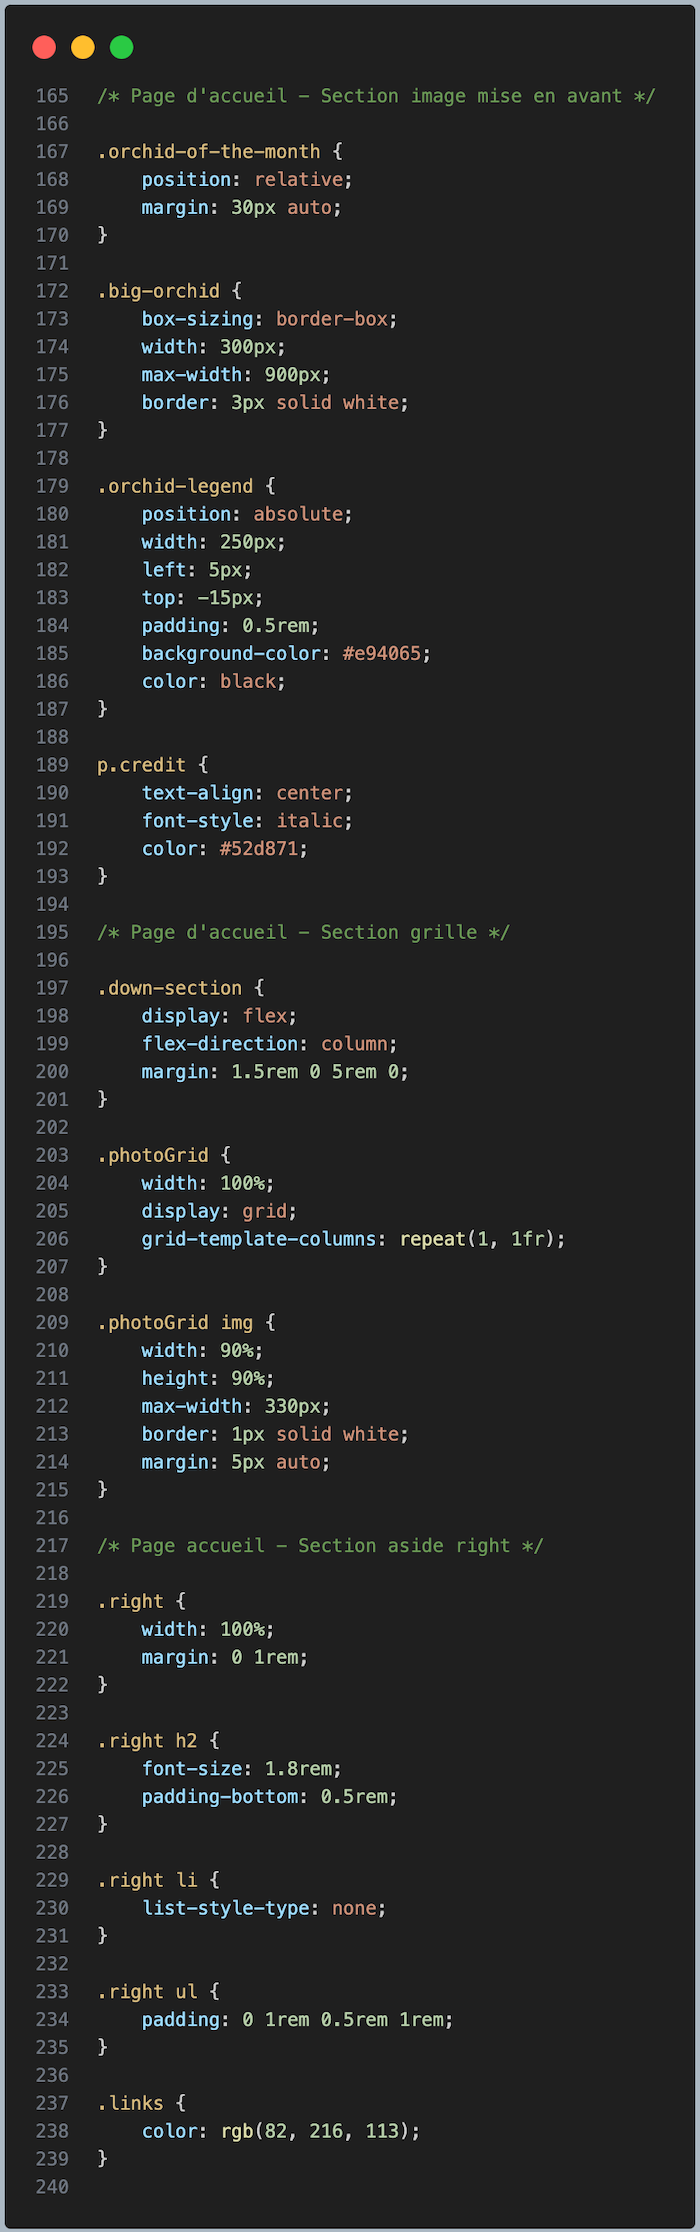 165 /* Page d'accueil - Section image mise en avant */
166
167 .orchid-of-the-month {
168     position: relative;
169     margin: 30px auto;
170 }
171
172 .big-orchid {
173     box-sizing: border-box;
174     width: 300px;
175     max-width: 900px;
176     border: 3px solid white;
177 }
178
179 .orchid-legend {
180     position: absolute;
181     width: 250px;
182     left: 5px;
183     top: -15px;
184     padding: 0.5rem;
185     background-color: #e94065;
186     color: black;
187 }
188
189 p.credit {
190     text-align: center;
191     font-style: italic;
192     color: #52d871;
193 }
194
195 /* Page d'accueil - Section grille */
196
197 .down-section {
198     display: flex;
199     flex-direction: column;
200     margin: 1.5rem 0 5rem 0;
201 }
202
203 .photoGrid {
204     width: 100%;
205     display: grid;
206     grid-template-columns: repeat(1, 1fr);
207 }
208
209 .photoGrid img {
210     width: 90%;
211     height: 90%;
212     max-width: 330px;
213     border: 1px solid white;
214     margin: 5px auto;
215 }
216
217 /* Page accueil - Section aside right */
218
219 .right {
220     width: 100%;
221     margin: 0 1rem;
222 }
223
224 .right h2 {
225     font-size: 1.8rem;
226     padding-bottom: 0.5rem;
227 }
228
229 .right li {
230     list-style-type: none;
231 }
232
233 .right ul {
234     padding: 0 1rem 0.5rem 1rem;
235 }
236
237 .links {
238     color: rgb(82, 216, 113);
239 }
240